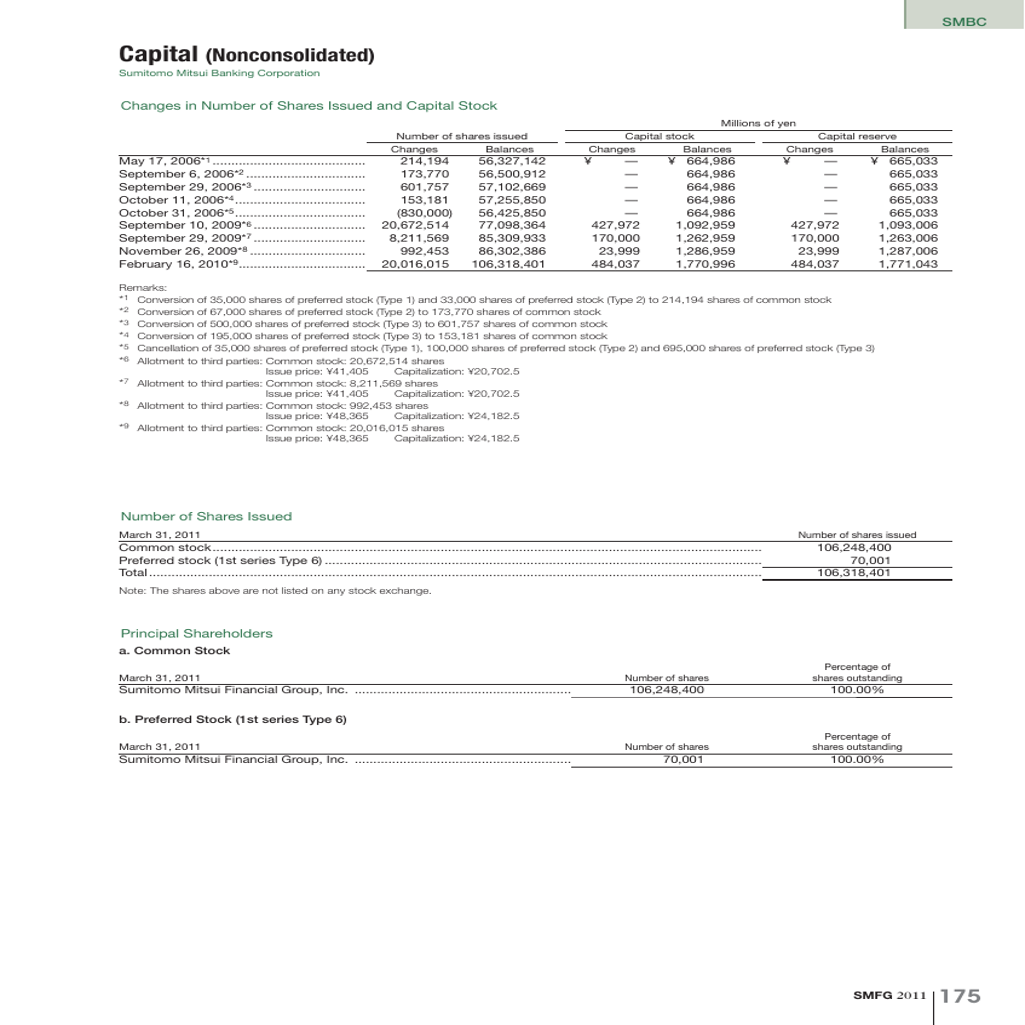 SMBC
Capital (Nonconsolidated)
Sumitomo Mitsui Banking Corporation
Changes in Number of Shares Issued and Capital Stock
Millions of yen
Number of shares issued Capital stock Capital reserve
Changes Balances Changes Balances Changes Balances
May 17, 2006*1 ........................................ 214,194 56,327,142 ¥ — ¥ 664,986 ¥ — ¥ 665,033
September 6, 2006*2 ................................ 173,770 56,500,912 — 664,986 — 665,033
September 29, 2006*3 .............................. 601,757 57,102,669 — 664,986 — 665,033
October 11, 2006*4 ................................... 153,181 57,255,850 — 664,986 — 665,033
October 31, 2006*5 ................................... (830,000) 56,425,850 — 664,986 — 665,033
September 10, 2009*6 .............................. 20,672,514 77,098,364 427,972 1,092,959 427,972 1,093,006
September 29, 2009*7 .............................. 8,211,569 85,309,933 170,000 1,262,959 170,000 1,263,006
November 26, 2009*8 ............................... 992,453 86,302,386 23,999 1,286,959 23,999 1,287,006
February 16, 2010*9 .................................. 20,016,015 106,318,401 484,037 1,770,996 484,037 1,771,043
Remarks:
*1 Conversion of 35,000 shares of preferred stock (Type 1) and 33,000 shares of preferred stock (Type 2) to 214,194 shares of common stock
*2 Conversion of 67,000 shares of preferred stock (Type 2) to 173,770 shares of common stock
*3 Conversion of 500,000 shares of preferred stock (Type 3) to 601,757 shares of common stock
*4 Conversion of 195,000 shares of preferred stock (Type 3) to 153,181 shares of common stock
*5 Cancellation of 35,000 shares of preferred stock (Type 1), 100,000 shares of preferred stock (Type 2) and 695,000 shares of preferred stock (Type 3)
*6 Allotment to third parties: Common stock: 20,672,514 shares
Issue price: ¥41,405 Capitalization: ¥20,702.5
*7 Allotment to third parties: Common stock: 8,211,569 shares
Issue price: ¥41,405 Capitalization: ¥20,702.5
*8 Allotment to third parties: Common stock: 992,453 shares
Issue price: ¥48,365 Capitalization: ¥24,182.5
*9 Allotment to third parties: Common stock: 20,016,015 shares
Issue price: ¥48,365 Capitalization: ¥24,182.5
Number of Shares Issued
March 31, 2011 Number of shares issued
Common stock ........................................ 106,248,400
Preferred stock (1st series Type 6) ........................................ 70,001
Total ........................................ 106,318,401
Note: The shares above are not listed on any stock exchange.
Principal Shareholders
a. Common Stock
Percentage of
March 31, 2011 Number of shares shares outstanding
Sumitomo Mitsui Financial Group, Inc. ........................................ 106,248,400 100.00%
b. Preferred Stock (1st series Type 6)
Percentage of
March 31, 2011 Number of shares shares outstanding
Sumitomo Mitsui Financial Group, Inc. ........................................ 70,001 100.00%
SMFG 2011 175